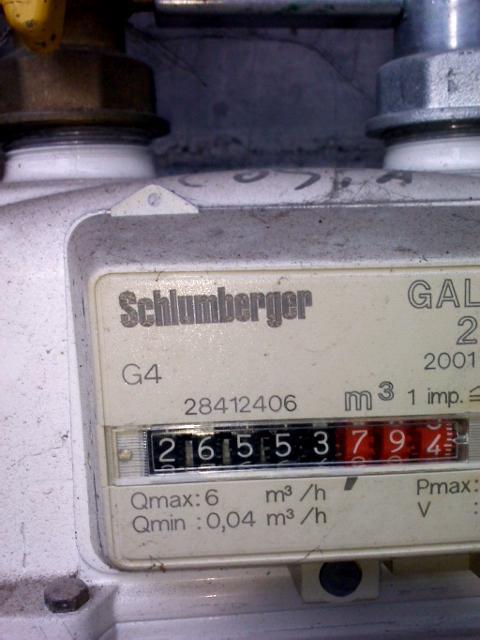 Schlumberger
GAL
2
G4
2001
28412406 m³ 1 imp. ≙
26553794
Qmax: 6 m³/h Pmax:
Qmin : 0,04 m³/h V :